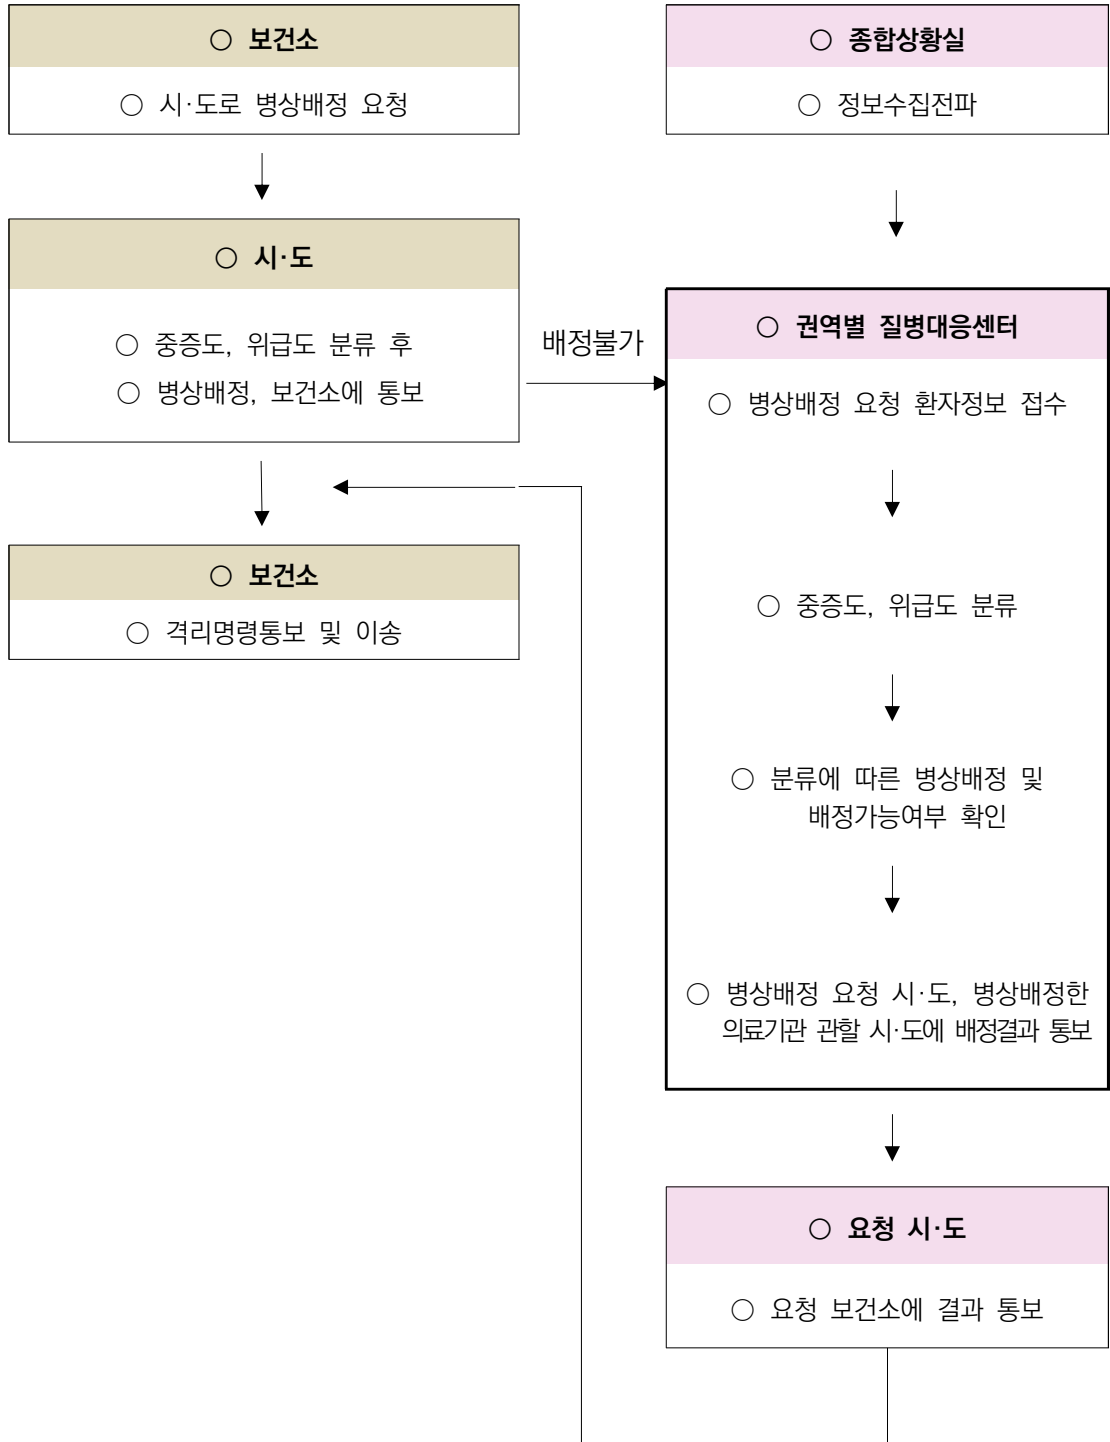 ○ 보건소
○ 시·도로 병상배정 요청
○ 시·도
○ 중증도, 위급도 분류 후
○ 병상배정, 보건소에 통보
배정불가
○ 보건소
○ 격리명령통보 및 이송
○ 종합상황실
○ 정보수집전파
○ 권역별 질병대응센터
○ 병상배정 요청 환자정보 접수
○ 중증도, 위급도 분류
○ 분류에 따른 병상배정 및
배정가능여부 확인
○ 병상배정 요청 시·도, 병상배정한
의료기관 관할 시·도에 배정결과 통보
○ 요청 시·도
○ 요청 보건소에 결과 통보